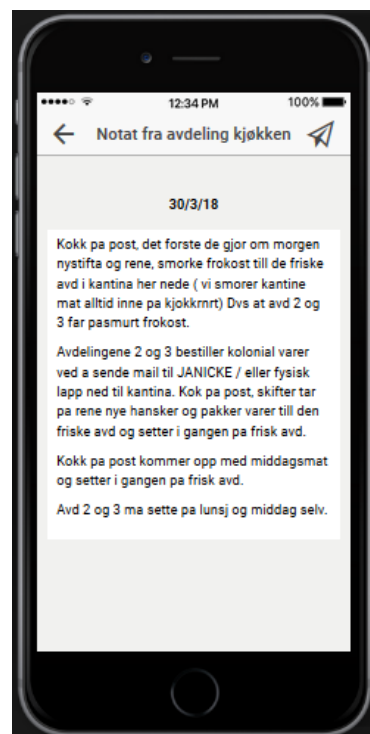 12:34 PM
100%
Notat fra avdeling kjøkken
30/3/18
Kokk pa post, det forste de gjor om morgen
nystifta og rene, smorke frokost till de friske
avd i kantina her nede ( vi smorer kantine
mat alltid inne pa kjokkrnrt) Dvs at avd 2 og
3 far pasmurt frokost.
Avdelingene 2 og 3 bestiller kolonial varer
ved a sende mail til JANICKE / eller fysisk
lapp ned til kantina. Kok pa post, skifter tar
pa rene nye hansker og pakker varer till den
friske avd og setter i gangen pa frisk avd.
Kokk pa post kommer opp med middagsmat
og setter i gangen pa frisk avd.
Avd 2 og 3 ma sette pa lunsj og middag selv.